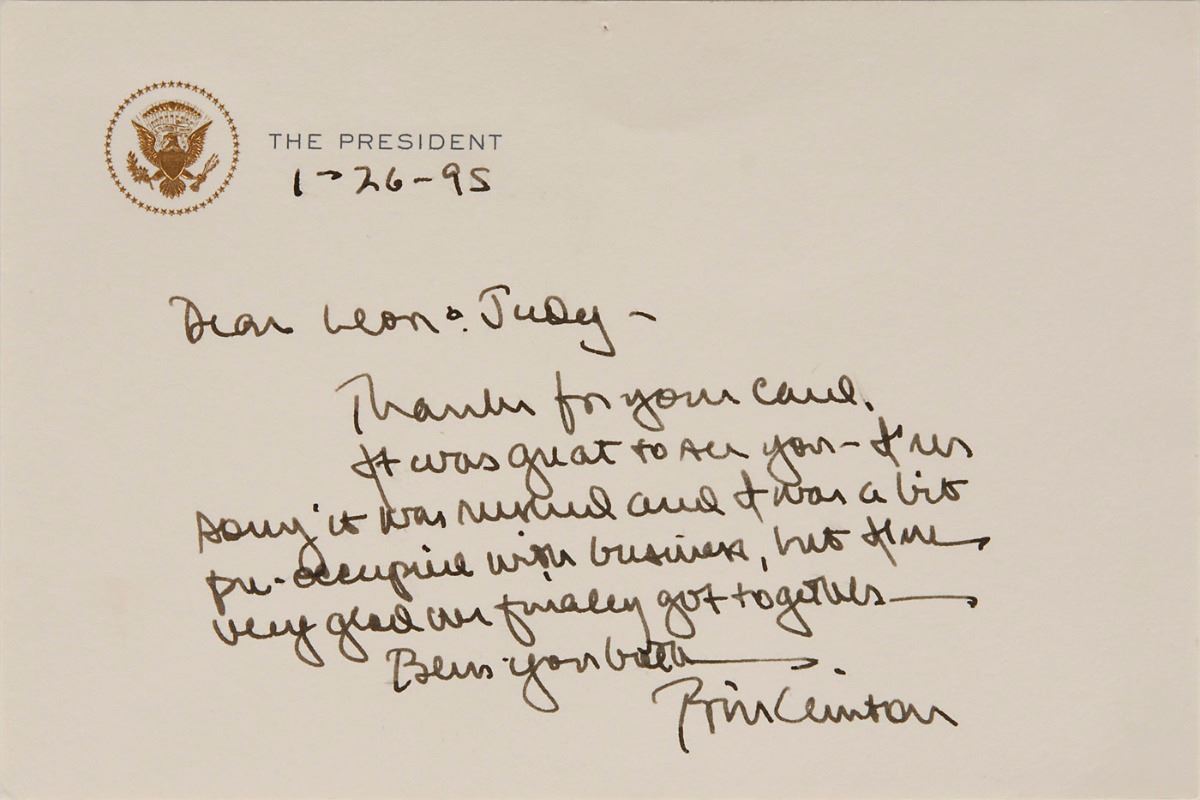 THE PRESIDENT
1-26-95
Dear Leon & Judy -
Thanks for your card.
It was great to see you - I'm
sorry it was rushed and I was a bit
pre-occupied with business, but I'm
very glad we finally got together —
Bless you both —.
Bill Clinton